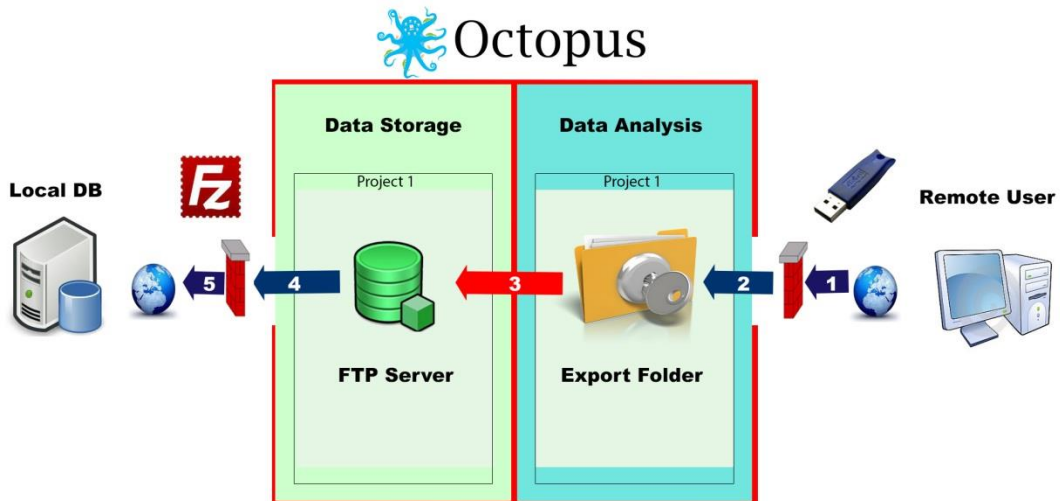 Octopus
Data Storage
Data Analysis
Project 1
Project 1
Local DB
Fz
Remote User
5
4
3
2
1
FTP Server
Export Folder